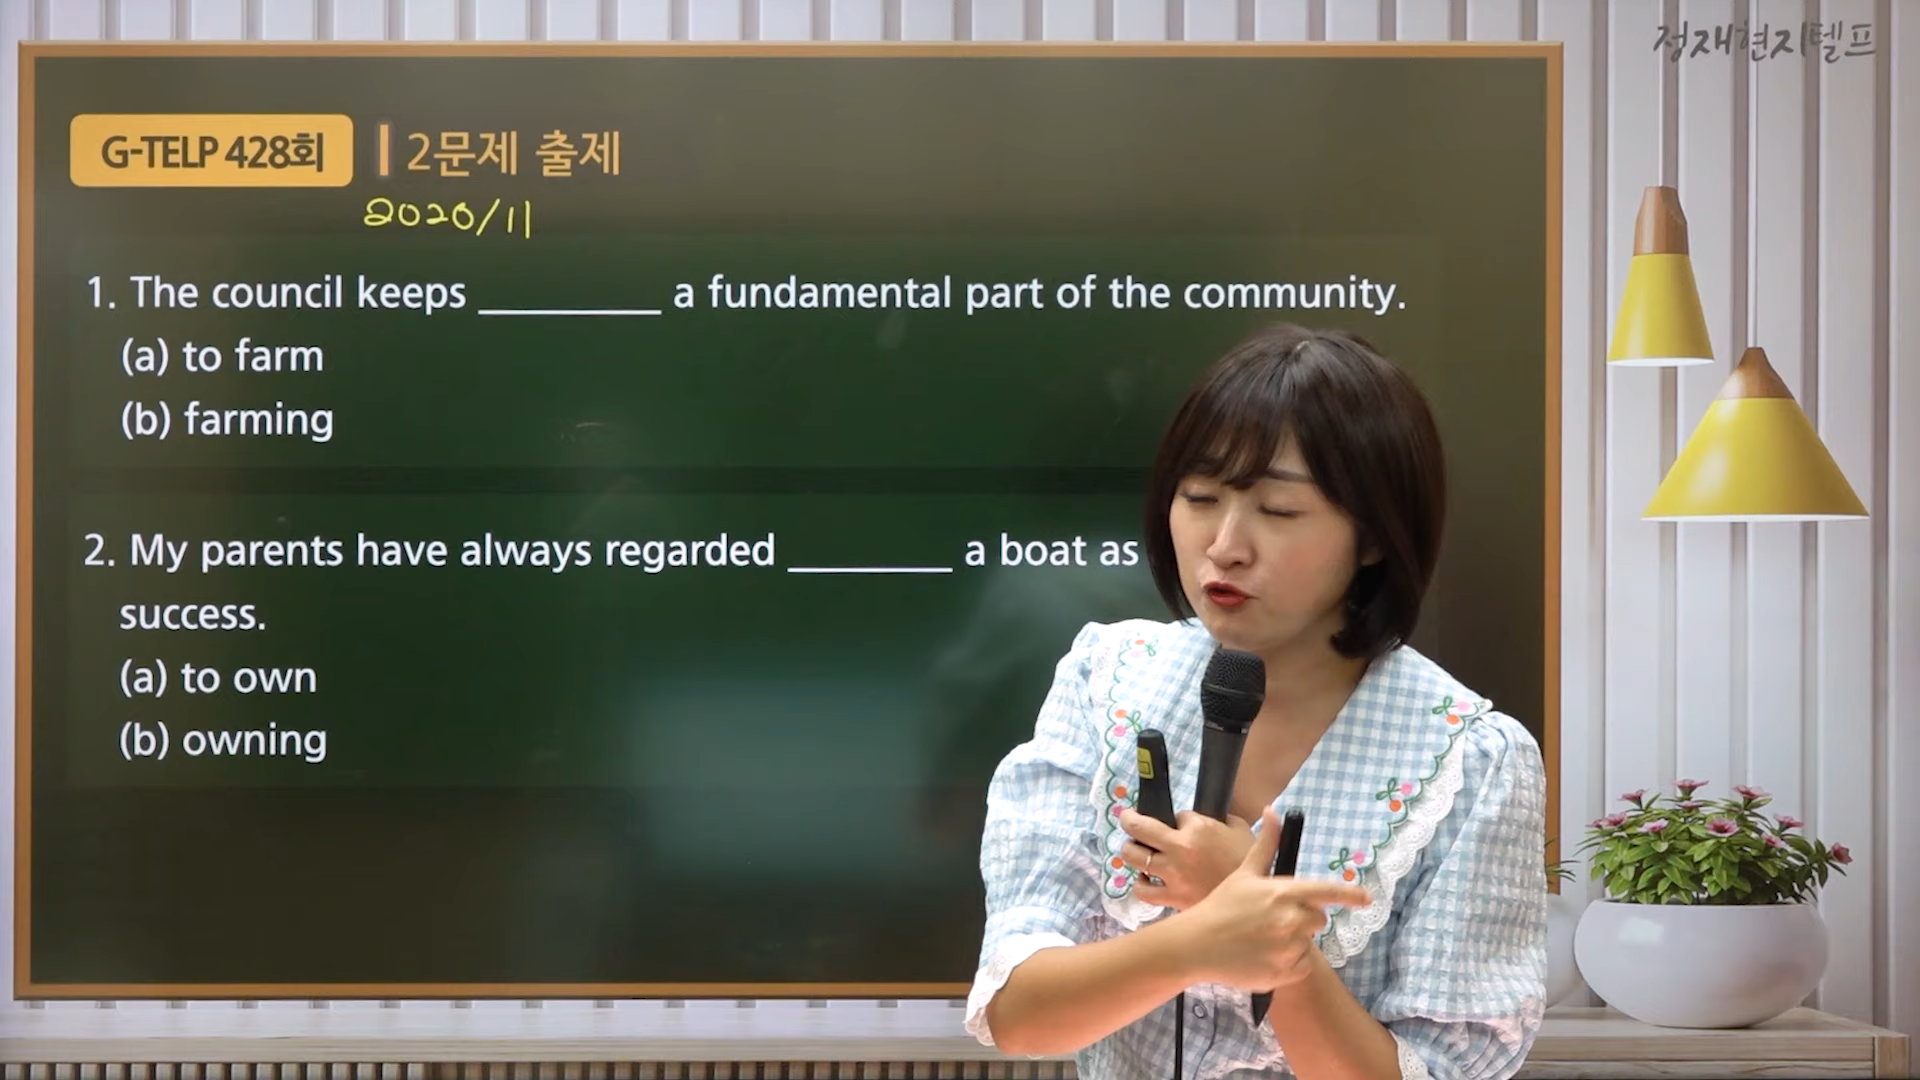 정재현지텔프
G-TELP 428회 | 2문제 출제
2020/11
1. The council keeps ________ a fundamental part of the community.
(a) to farm
(b) farming
2. My parents have always regarded ________ a boat as
success.
(a) to own
(b) owning